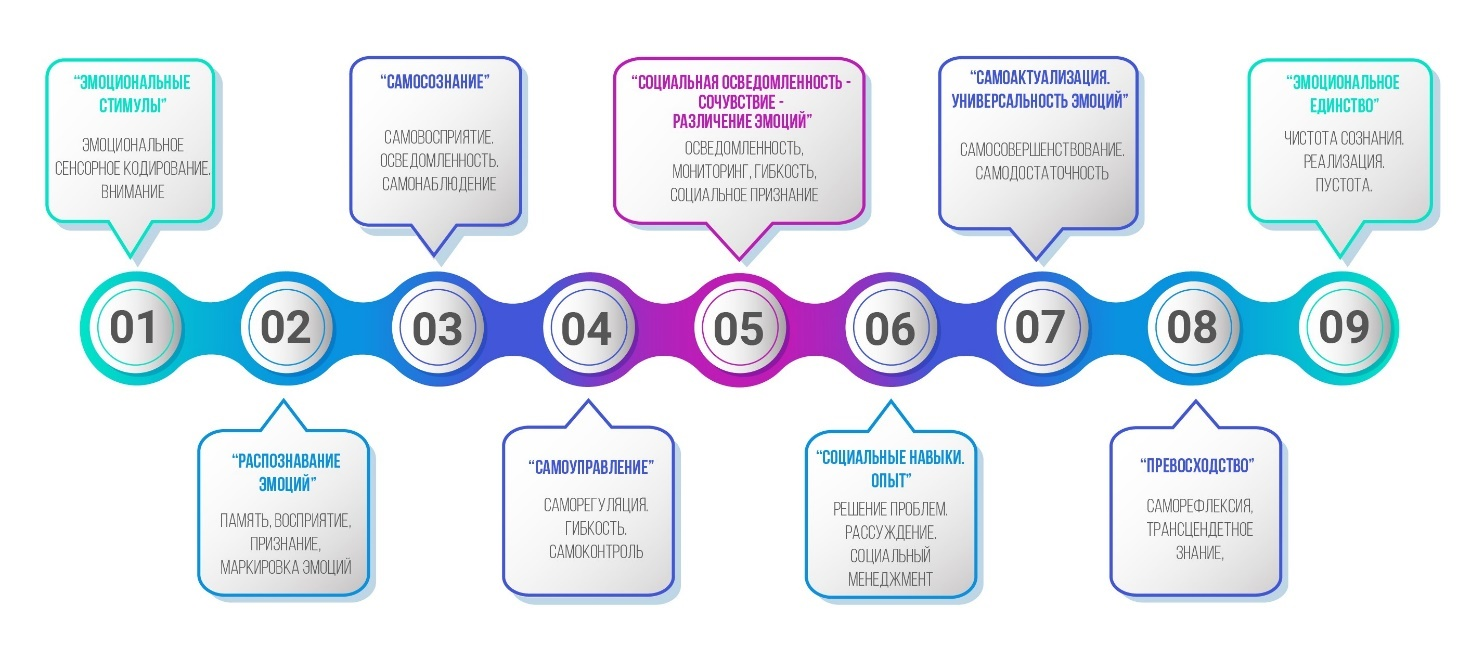 “ЭМОЦИОНАЛЬНЫЕ
СТИМУЛЫ”
ЭМОЦИОНАЛЬНОЕ
СЕНСОРНОЕ КОДИРОВАНИЕ.
ВНИМАНИЕ
“САМОСОЗНАНИЕ”
САМОВОСПРИЯТИЕ.
ОСВЕДОМЛЕННОСТЬ.
САМОНАБЛЮДЕНИЕ
“СОЦИАЛЬНАЯ ОСВЕДОМЛЕННОСТЬ -
СОЧУВСТВИЕ -
РАЗЛИЧЕНИЕ ЭМОЦИЙ”
ОСВЕДОМЛЕННОСТЬ,
МОНИТОРИНГ, ГИБКОСТЬ,
СОЦИАЛЬНОЕ ПРИЗНАНИЕ
“САМОАКТУАЛИЗАЦИЯ.
УНИВЕРСАЛЬНОСТЬ ЭМОЦИЙ”
САМОСОВЕРШЕНСТВОВАНИЕ.
САМОДОСТАТОЧНОСТЬ
“ЭМОЦИОНАЛЬНОЕ
ЕДИНСТВО”
ЧИСТОТА СОЗНАНИЯ.
РЕАЛИЗАЦИЯ.
ПУСТОТА.
01
02
03
04
05
06
07
08
09
“РАСПОЗНАВАНИЕ
ЭМОЦИЙ”
ПАМЯТЬ, ВОСПРИЯТИЕ,
ПРИЗНАНИЕ,
МАРКИРОВКА ЭМОЦИЙ
“САМОУПРАВЛЕНИЕ”
САМОРЕГУЛЯЦИЯ.
ГИБКОСТЬ.
САМОКОНТРОЛЬ
“СОЦИАЛЬНЫЕ НАВЫКИ.
ОПЫТ”
РЕШЕНИЕ ПРОБЛЕМ.
РАССУЖДЕНИЕ.
СОЦИАЛЬНЫЙ
МЕНЕДЖМЕНТ
“ПРЕВОСХОДСТВО”
САМОРЕФЛЕКСИЯ,
ТРАНСЦЕНДЕТНОЕ
ЗНАНИЕ,